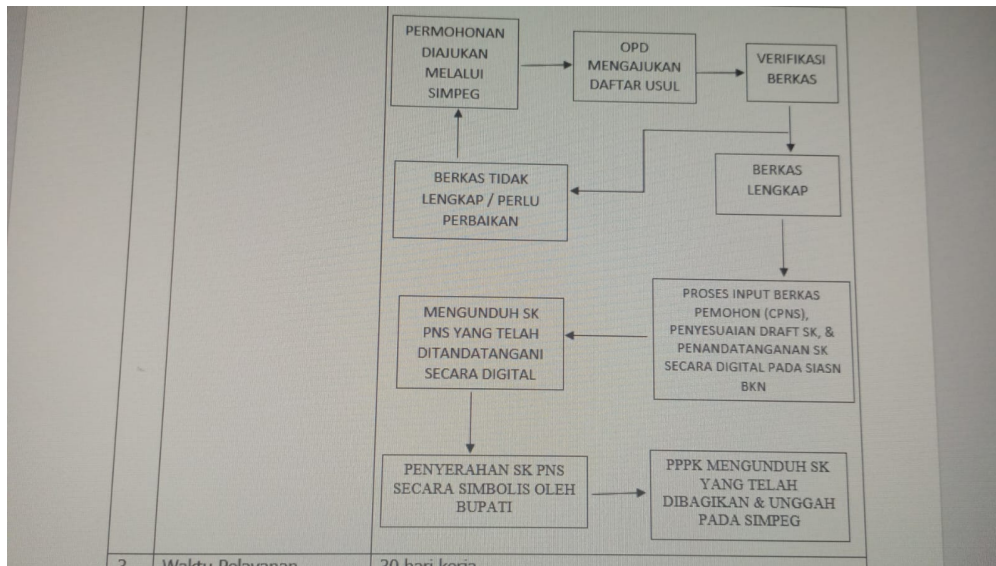 PERMOHONAN
DIAJUKAN
MELALUI
SIMPEG
OPD
MENGAJUKAN
DAFTAR USUL
VERIFIKASI
BERKAS
BERKAS TIDAK
LENGKAP / PERLU
PERBAIKAN
BERKAS
LENGKAP
MENGUNDUH SK
PNS YANG TELAH
DITANDATANGANI
SECARA DIGITAL
PROSES INPUT BERKAS
PEMOHON (CPNS),
PENYESUAIAN DRAFT SK, &
PENANDATANGANAN SK
SECARA DIGITAL PADA SIASN
BKN
PENYERAHAN SK PNS
SECARA SIMBOLIS OLEH
BUPATI
PPPK MENGUNDUH SK
YANG TELAH
DIBAGIKAN & UNGGAH
PADA SIMPEG
3 Waktu Pelayanan 20 hari kerja